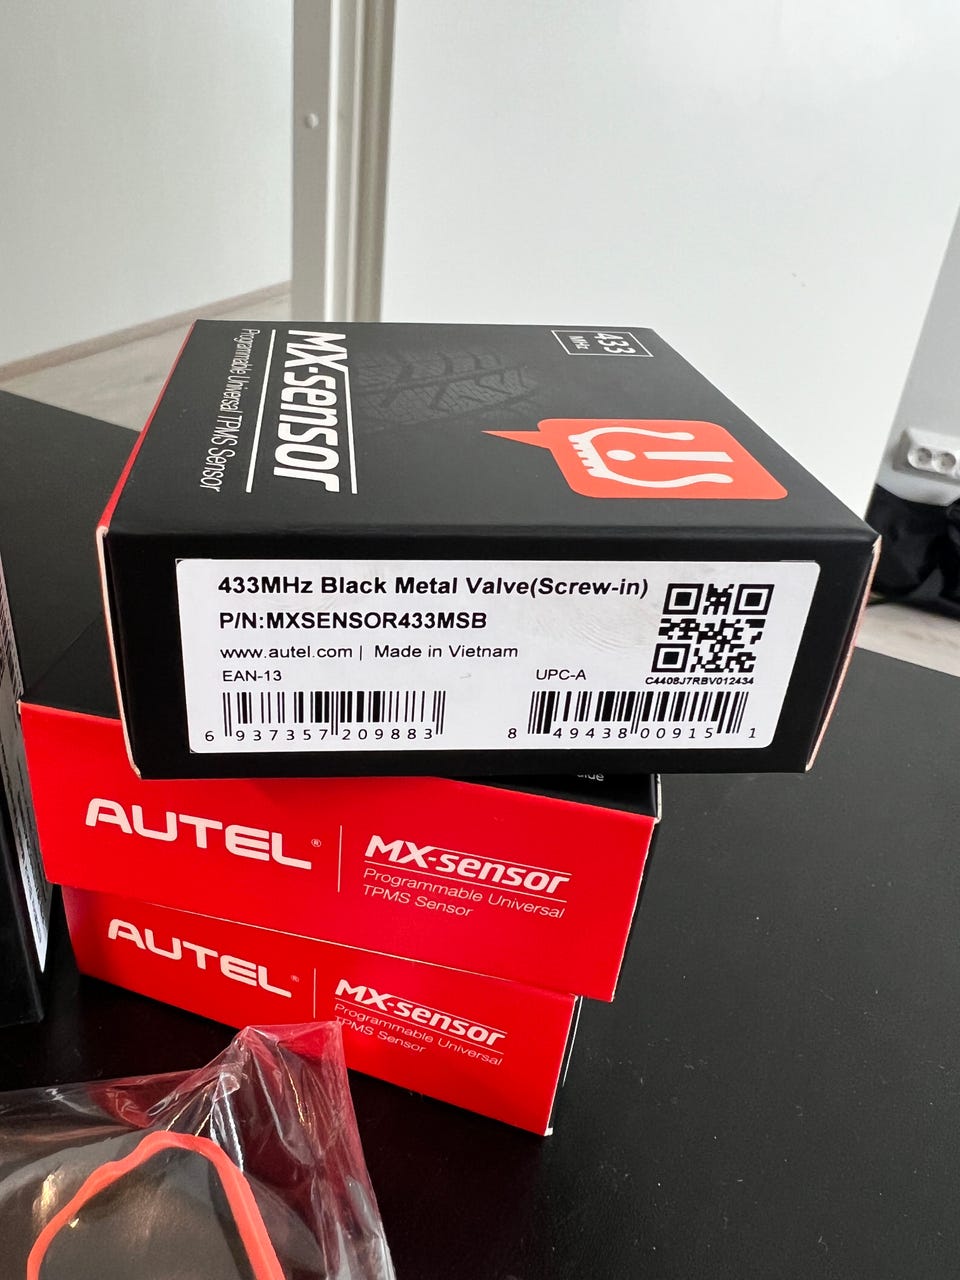 433
MHz
MX-sensor
Programmable Universal TPMS Sensor
433MHz Black Metal Valve(Screw-in)
P/N:MXSENSOR433MSB
www.autel.com | Made in Vietnam
EAN-13
UPC-A
C4408J7RBV012434
6 937357 209883
8 49438 00915 1
AUTEL®
MX-sensor
Programmable Universal
TPMS Sensor
AUTEL®
MX-sensor
Programmable Universal
TPMS Sensor